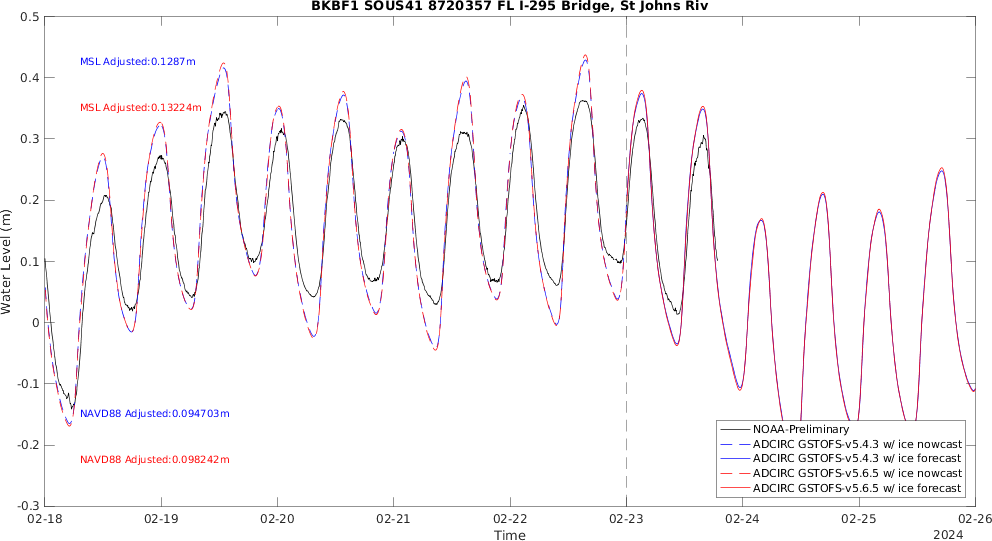 BKBF1 SOUS41 8720357 FL I-295 Bridge, St Johns Riv
0.5
0.4
0.3
0.2
0.1
0
-0.1
-0.2
-0.3
Water Level (m)
MSL Adjusted:0.1287m
MSL Adjusted:0.13224m
NAVD88 Adjusted:0.094703m
NAVD88 Adjusted:0.098242m
NOAA-Preliminary
ADCIRC GSTOFS-v5.4.3 w/ ice nowcast
ADCIRC GSTOFS-v5.4.3 w/ ice forecast
ADCIRC GSTOFS-v5.6.5 w/ ice nowcast
ADCIRC GSTOFS-v5.6.5 w/ ice forecast
02-18 02-19 02-20 02-21 02-22 02-23 02-24 02-25 02-26
Time
2024